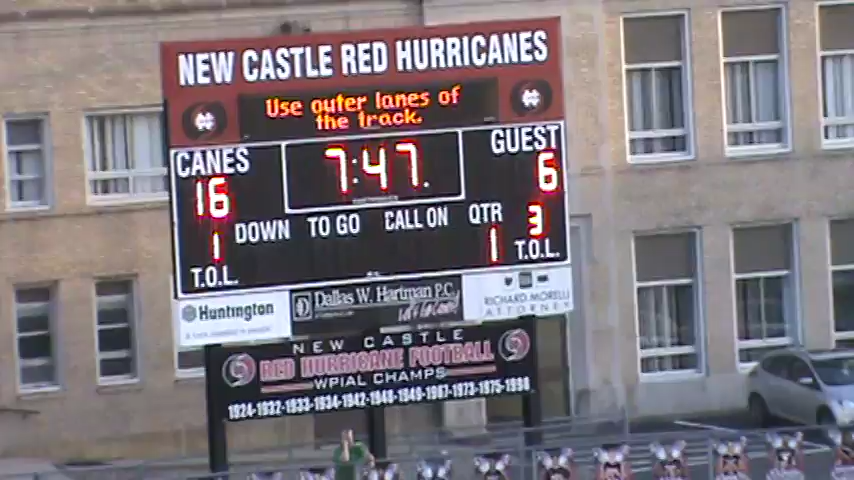 NEW CASTLE RED HURRICANES
Use outer lanes of
the track.
CANES
7:47.
GUEST
16
6
DOWN
TO GO
CALL ON
QTR
3
1
1
T.O.L.
T.O.L.
Huntington
Dallas W. Hartman P.C.
RICHARD MORELLI
ATTORNEY
NEW CASTLE
RED HURRICANE FOOTBALL
WPIAL CHAMPS
1924-1932-1933-1934-1942-1948-1949-1967-1973-1975-1998